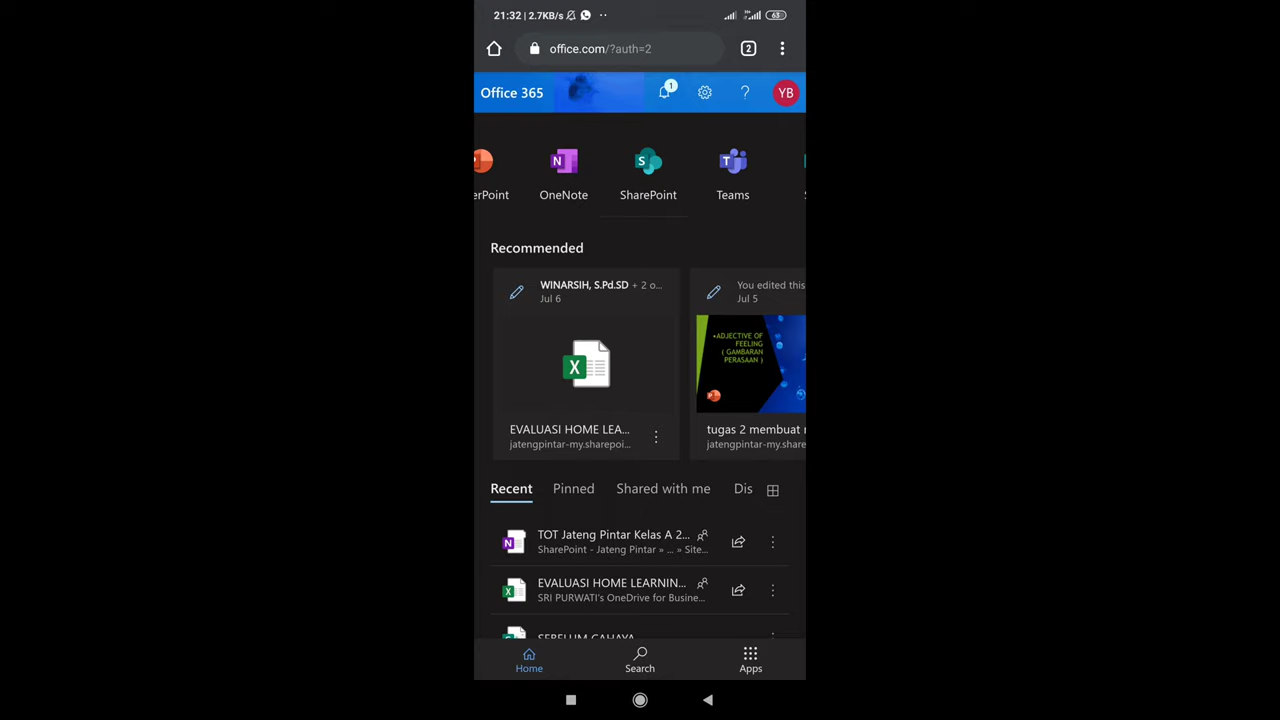 21:32 | 2.7KB/s
63
office.com/?auth=2
2
Office 365
1
?
YB
erPoint
OneNote
SharePoint
Teams
Recommended
WINARSIH, S.Pd.SD + 2 o...
Jul 6
EVALUASI HOME LEA...
jatengpintar-my.sharepoi...
You edited this
Jul 5
•ADJECTIVE OF
FEELING
( GAMBARAN
PERASAAN )
tugas 2 membuat
jatengpintar-my.share
Recent
Pinned
Shared with me
Dis
TOT Jateng Pintar Kelas A 2...
SharePoint - Jateng Pintar » ... » Site...
EVALUASI HOME LEARNIN...
SRI PURWATI's OneDrive for Busine...
SEBELUM CAHAYA
Home
Search
Apps